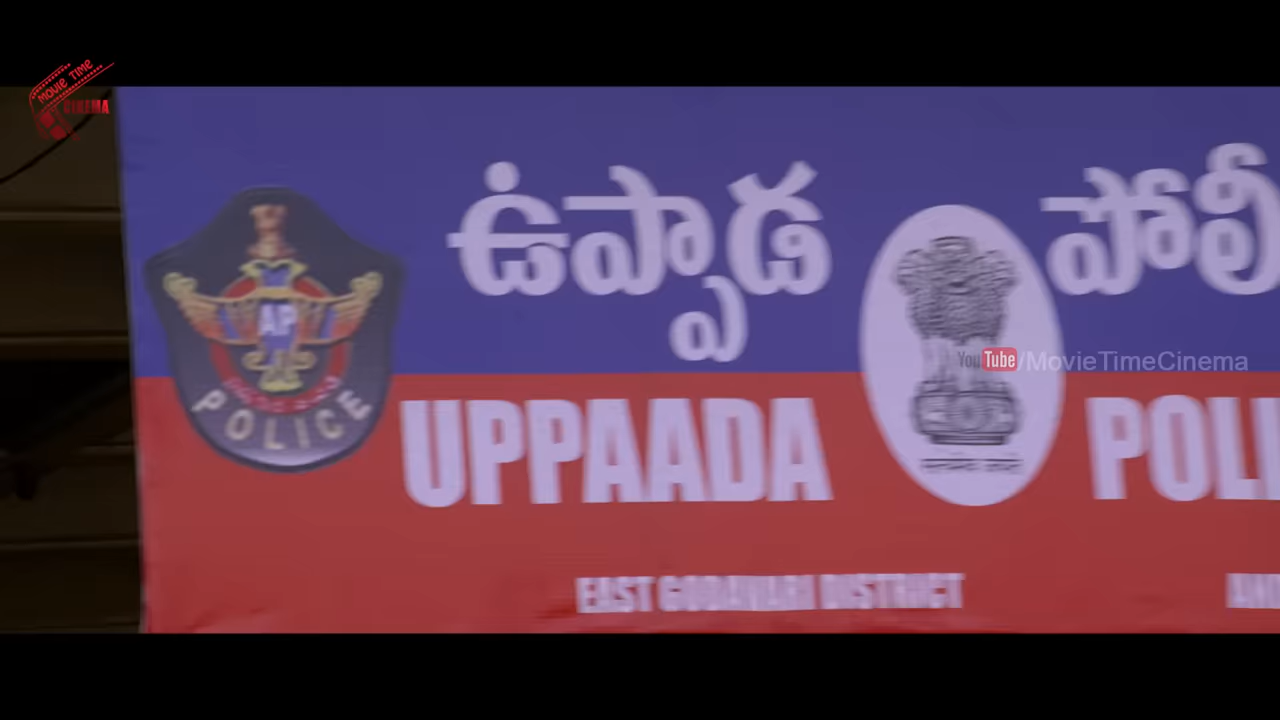 MOVIE TIME
CINEMA
ఉప్పాడ పోలీ
AP
POLICE
YouTube/MovieTimeCinema
UPPAADA POLI
EAST GODAVARI DISTRICT